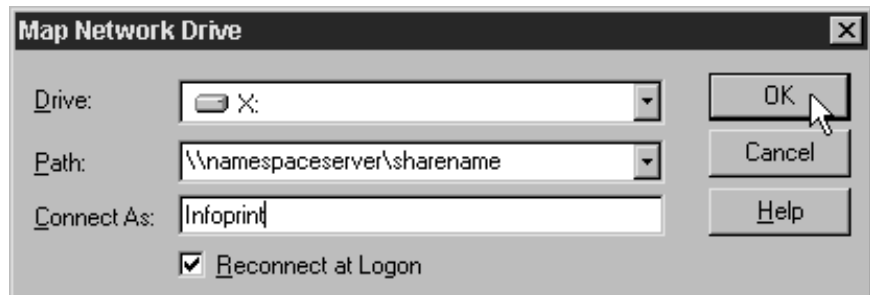 Map Network Drive
Drive: X: OK
Path: \\namespaceserver\sharename Cancel
Connect As: Infoprint Help
Reconnect at Logon